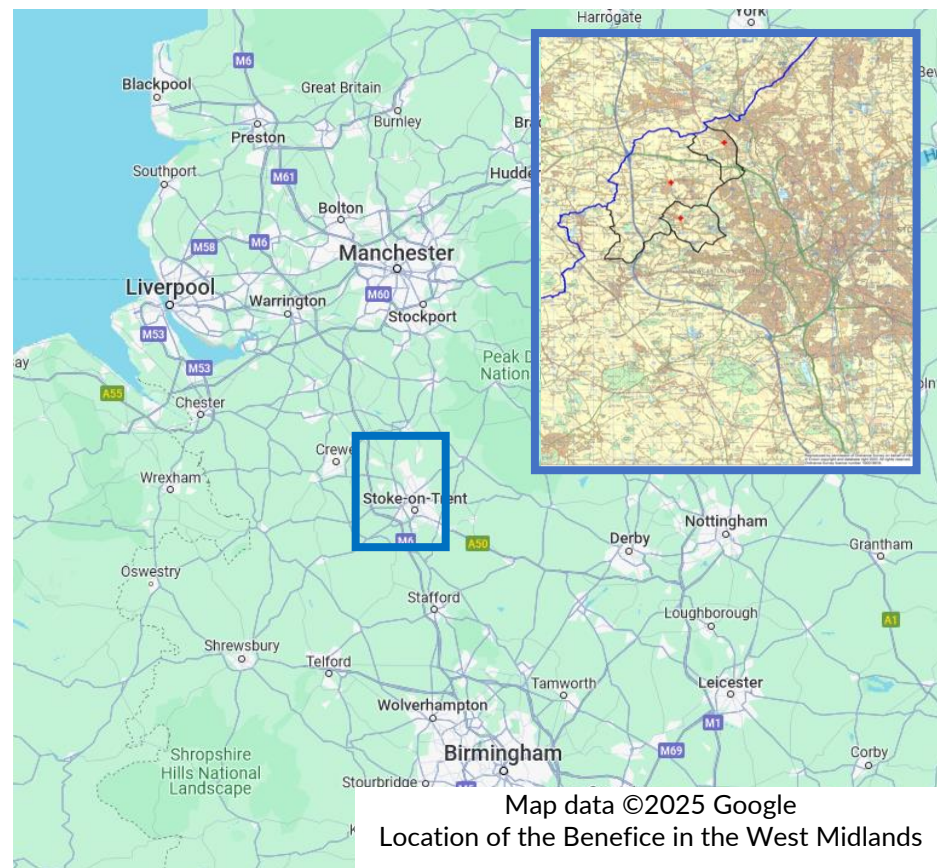 Harrogate
York
M6
Blackpool
Great Britain
Burnley
Preston
Southport
M61
Bolton
M58
M6
Manchester
Liverpool
Warrington
M60
Stockport
M53
M53
A55
Chester
Crewe
Wrexham
Stoke-on-Trent
M6
A50
Derby
Nottingham
Grantham
Oswestry
Stafford
Loughborough
A1
Shrewsbury
Telford
Tamworth
Leicester
Wolverhampton
M1
Birmingham
M69
Corby
Shropshire
Hills National
Landscape
Stourbridge
Peak D
Nation
Hudde
Map data ©2025 Google
Location of the Benefice in the West Midlands